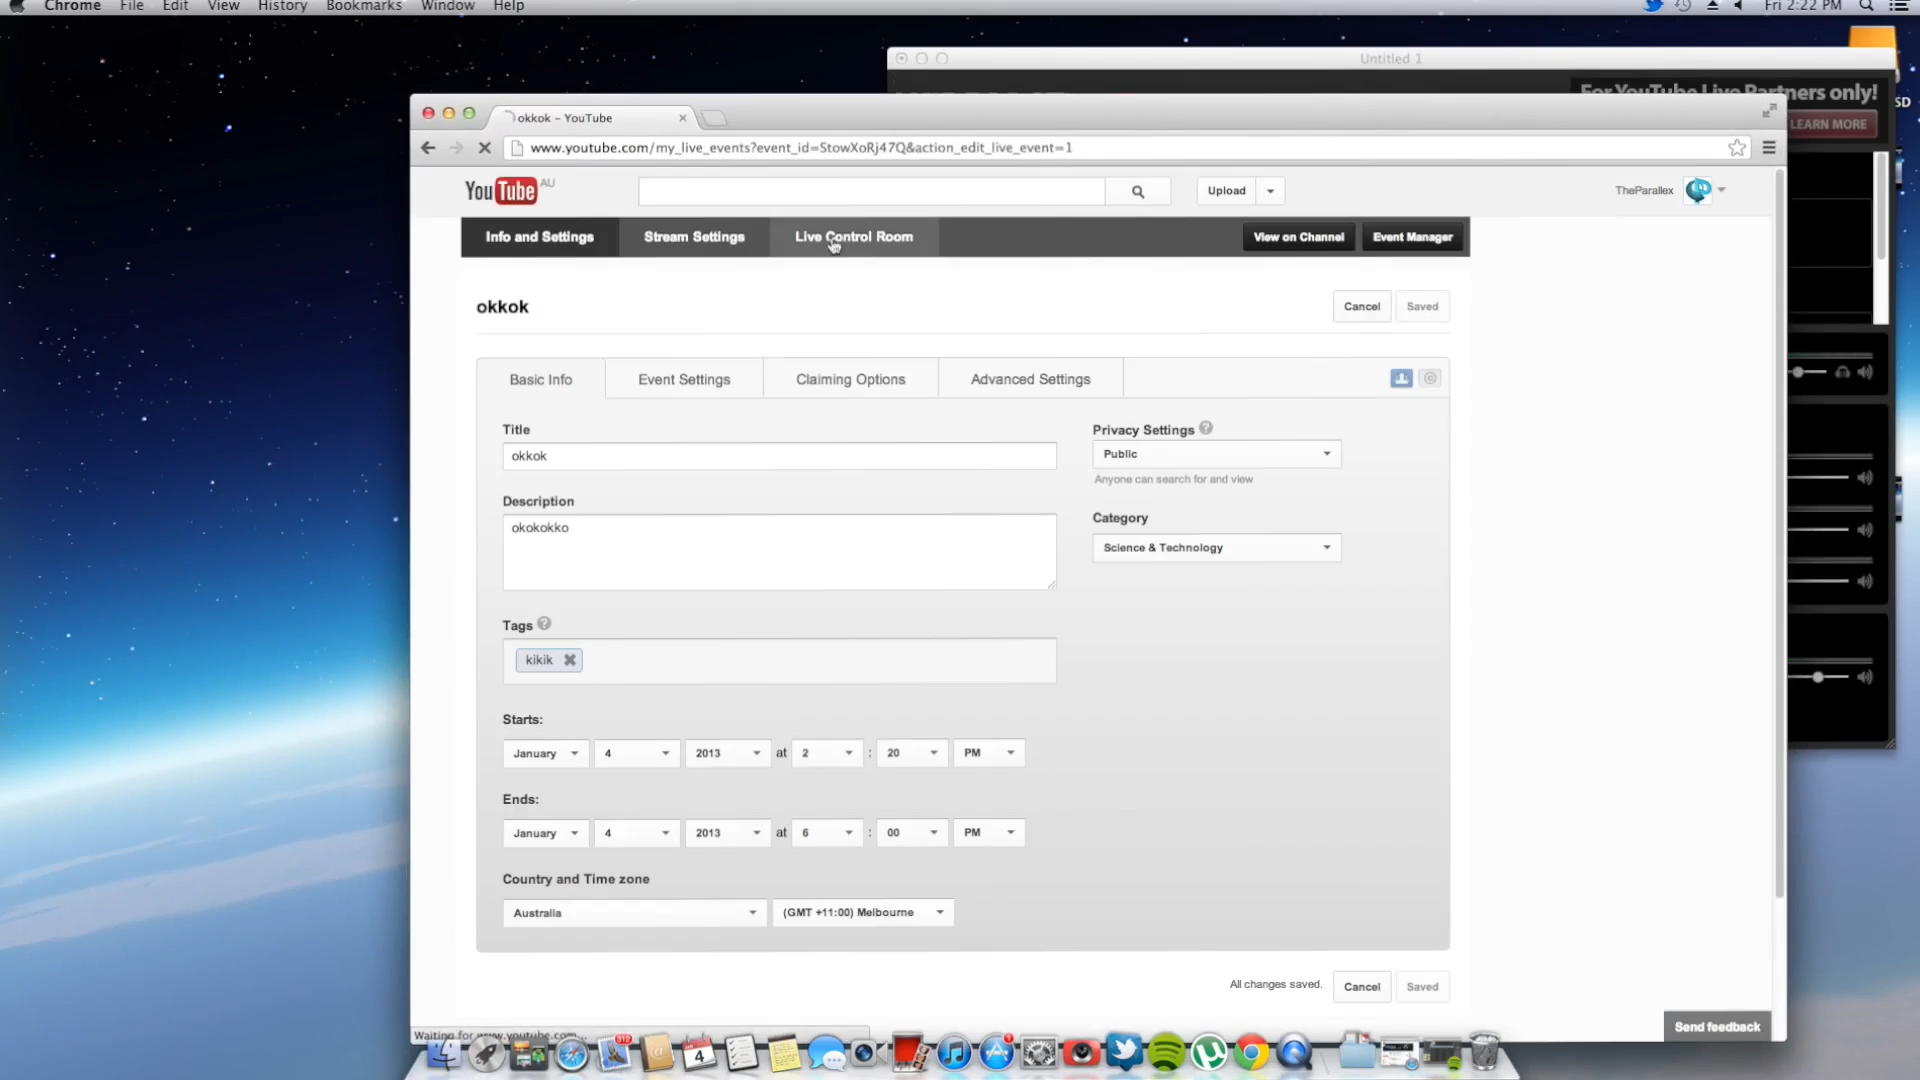 Chrome File Edit View History Bookmarks Window Help Fri 2:22 PM
Untitled 1
For YouTube Live Partners only!
LEARN MORE
SD
okkok - YouTube
www.youtube.com/my_live_events?event_id=StowXoRj47Q&action_edit_live_event=1
YouTube AU Upload TheParallex
Info and Settings Stream Settings Live Control Room View on Channel Event Manager
okkok Cancel Saved
Basic Info Event Settings Claiming Options Advanced Settings
Title Privacy Settings ?
okkok Public
Anyone can search for and view
Description Category
okokokko Science & Technology
Tags ?
kikik
Starts:
January 4 2013 at 2 : 20 PM
Ends:
January 4 2013 at 6 : 00 PM
Country and Time zone
Australia (GMT +11:00) Melbourne
All changes saved. Cancel Saved
Send feedback
Waiting for www.youtube.com...
4